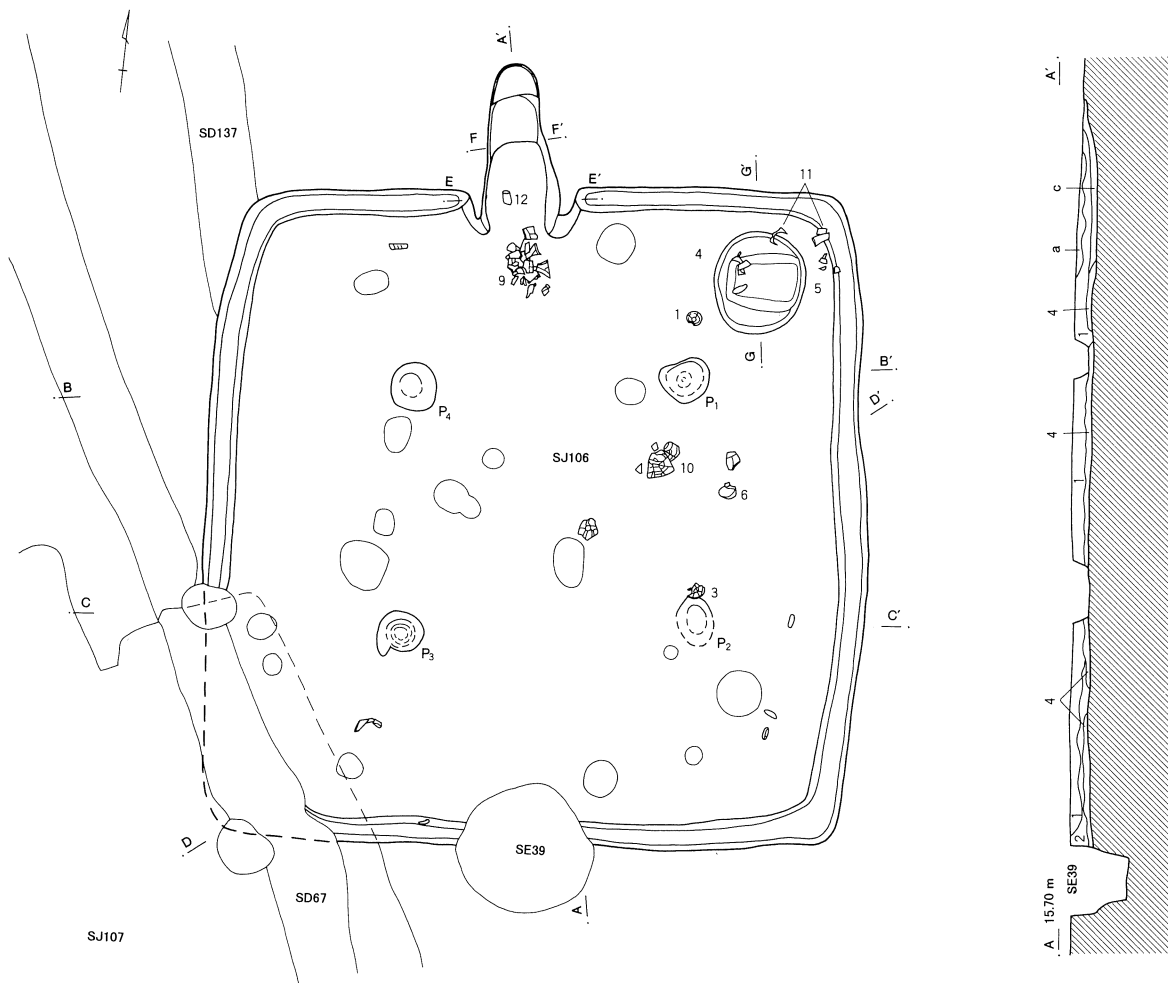 A′
SD137
F
F′
E
E′
12
G′
11
9
4
5
1
G
B
B′
D′
P₄
P₁
SJ106
10
6
C
C′
3
P₃
P₂
D
SE39
A
SD67
SJ107
A′
c
a
4
1
4
1
4
1
2
SE39
A 15.70 m